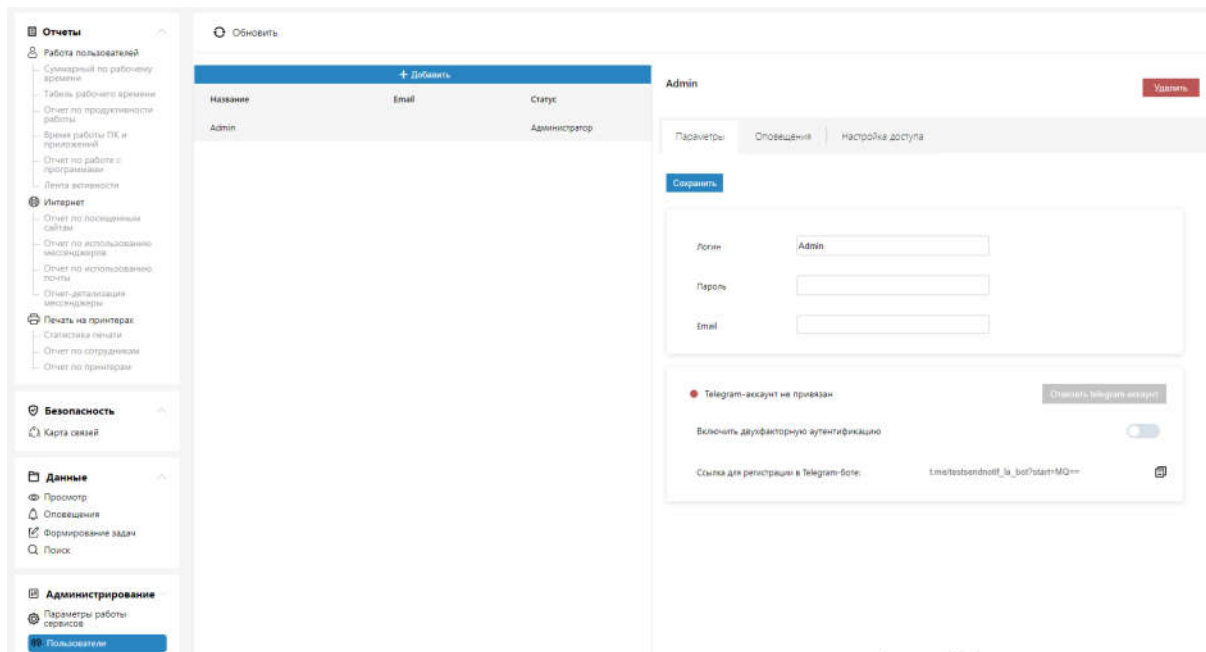 Отчеты
Работа пользователей
Суммарный по рабочему
времени
Табель рабочего времени
Отчет по продуктивности
работы
Время работы ПК и
приложений
Отчет по работе с
программами
Лента активности
Интернет
Отчет по посещенным
сайтам
Отчет по использованию
мессенджеров
Отчет по использованию
почты
Отчет-детализация
мессенджеры
Печать на принтерах
Статистика печати
Отчет по сотрудникам
Отчет по принтерам
Безопасность
Карта связей
Данные
Просмотр
Оповещения
Формирование задач
Поиск
Администрирование
Параметры работы
сервисов
Пользователи
Обновить
+ Добавить
Название Email Статус
Admin Администратор
Admin
Удалить
Параметры Оповещения Настройка доступа
Сохранить
Логин Admin
Пароль
Email
Telegram-аккаунт не привязан Отвязать telegram аккаунт
Включить двухфакторную аутентификацию
Ссылка для регистрации в Telegram-боте: t.me/testsendnotif_la_bot?start=MQ==